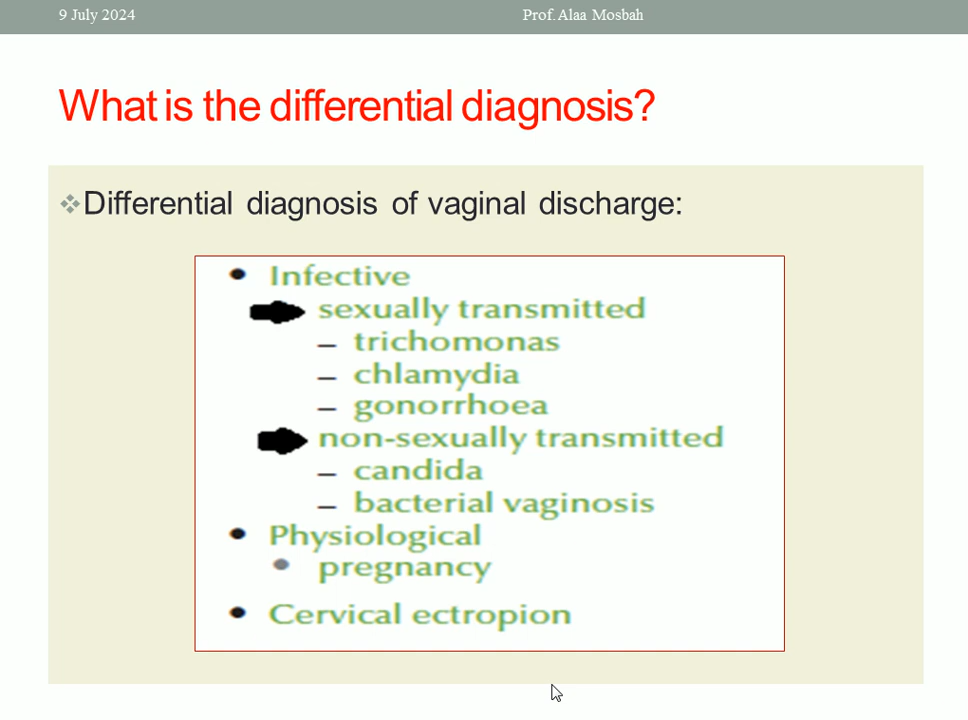 9 July 2024
Prof. Alaa Mosbah
What is the differential diagnosis?
Differential diagnosis of vaginal discharge:
• Infective
sexually transmitted
– trichomonas
– chlamydia
– gonorrhoea
non-sexually transmitted
– candida
– bacterial vaginosis
• Physiological
• pregnancy
• Cervical ectropion